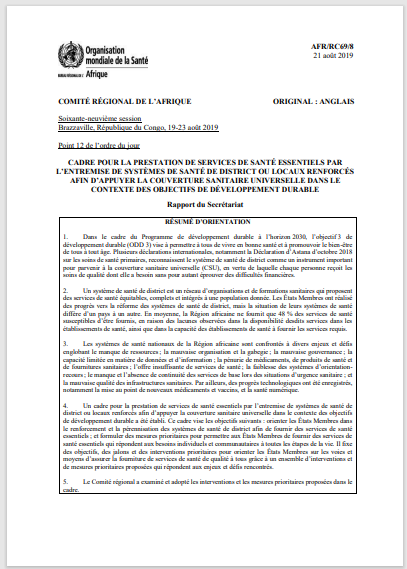 Organisation
mondiale de la Santé
BUREAU RÉGIONAL DE L' Afrique
AFR/RC69/8
21 août 2019
COMITÉ RÉGIONAL DE L'AFRIQUE
ORIGINAL : ANGLAIS
Soixante-neuvième session
Brazzaville, République du Congo, 19-23 août 2019
Point 12 de l'ordre du jour
CADRE POUR LA PRESTATION DE SERVICES DE SANTÉ ESSENTIELS PAR
L'ENTREMISE DE SYSTÈMES DE SANTÉ DE DISTRICT OU LOCAUX RENFORCÉS
AFIN D'APPUYER LA COUVERTURE SANITAIRE UNIVERSELLE DANS LE
CONTEXTE DES OBJECTIFS DE DÉVELOPPEMENT DURABLE
Rapport du Secrétariat
RÉSUMÉ D'ORIENTATION
1. Dans le cadre du Programme de développement durable à l'horizon 2030, l'objectif 3 de
développement durable (ODD 3) vise à permettre à tous de vivre en bonne santé et à promouvoir le bien-être
de tous à tout âge. Plusieurs déclarations internationales, notamment la Déclaration d'Astana d'octobre 2018
sur les soins de santé primaires, reconnaissent le système de santé de district comme un instrument important
pour parvenir à la couverture sanitaire universelle (CSU), en vertu de laquelle chaque personne reçoit les
soins de qualité dont elle a besoin sans pour autant éprouver des difficultés financières.
2. Un système de santé de district est un réseau d'organisations et de formations sanitaires qui proposent
des services de santé équitables, complets et intégrés à une population donnée. Les États Membres ont réalisé
des progrès vers la réforme des systèmes de santé de district, mais la situation de leurs systèmes de santé
diffère d'un pays à un autre. En moyenne, la Région africaine ne fournit que 48 % des services de santé
susceptibles d'être fournis, en raison des lacunes observées dans la disponibilité desdits services dans les
établissements de santé, ainsi que dans la capacité des établissements de santé à fournir les services requis.
3. Les systèmes de santé nationaux de la Région africaine sont confrontés à divers enjeux et défis
englobant le manque de ressources ; la mauvaise organisation et la gabegie ; la mauvaise gouvernance ; la
capacité limitée en matière de données et d'information ; la pénurie de médicaments, de produits de santé et
de fournitures sanitaires ; l'offre insuffisante de services de santé ; la faiblesse des systèmes d'orientation-
recours ; le manque et l'absence de continuité des services de base lors des situations d'urgence sanitaire ; et
la mauvaise qualité des infrastructures sanitaires. Par ailleurs, des progrès technologiques ont été enregistrés,
notamment la mise au point de nouveaux médicaments et vaccins, et la santé numérique.
4. Un cadre pour la prestation de services de santé essentiels par l'entremise de systèmes de santé de
district ou locaux renforcés afin d'appuyer la couverture sanitaire universelle dans le contexte des objectifs
de développement durable a été établi. Ce cadre vise les objectifs suivants : orienter les États Membres dans
le renforcement et la pérennisation des systèmes de santé de district afin de fournir des services de santé
essentiels ; et formuler des mesures prioritaires pour permettre aux États Membres de fournir des services de
santé essentiels qui répondent aux besoins individuels et communautaires à toutes les étapes de la vie. Il fixe
des objectifs, des jalons et des interventions prioritaires pour orienter les États Membres sur les voies et
moyens d'assurer la fourniture de services de santé de qualité à tous grâce à un ensemble d'interventions et
de mesures prioritaires proposées qui répondent aux enjeux et défis rencontrés.
5. Le Comité régional a examiné et adopté les interventions et les mesures prioritaires proposées dans le
cadre.